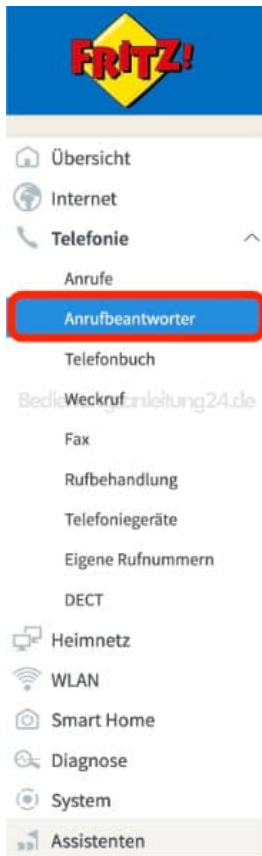 FRITZ!
Übersicht
Internet
Telefonie
Anrufe
Anrufbeantworter
Telefonbuch
Weckruf
Fax
Rufbehandlung
Telefoniegeräte
Eigene Rufnummern
DECT
Heimnetz
WLAN
Smart Home
Diagnose
System
Assistenten